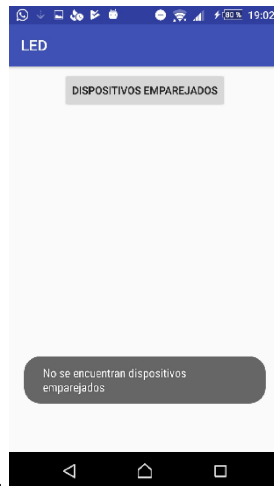 80% 19:02
LED
DISPOSITIVOS EMPAREJADOS
No se encuentran dispositivos
emparejados